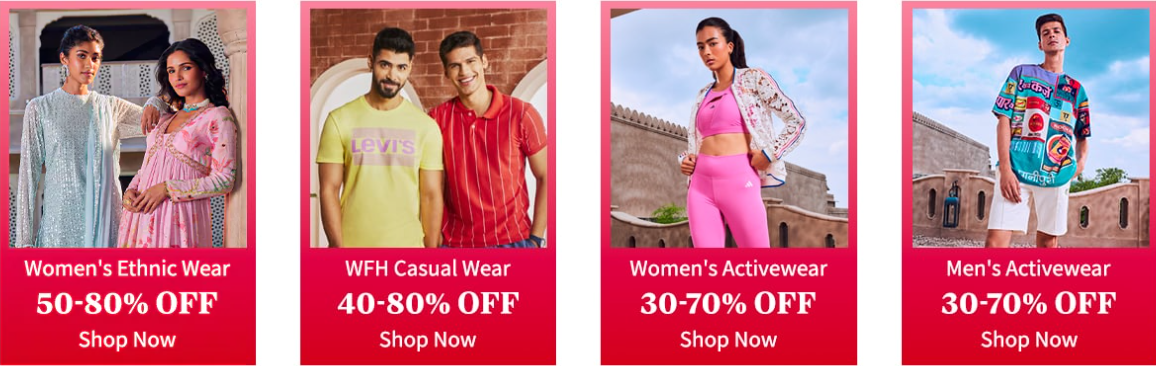 Women's Ethnic Wear
50-80% OFF
Shop Now
LEVI'S
WFH Casual Wear
40-80% OFF
Shop Now
Women's Activewear
30-70% OFF
Shop Now
पानीपुरी
Men's Activewear
30-70% OFF
Shop Now